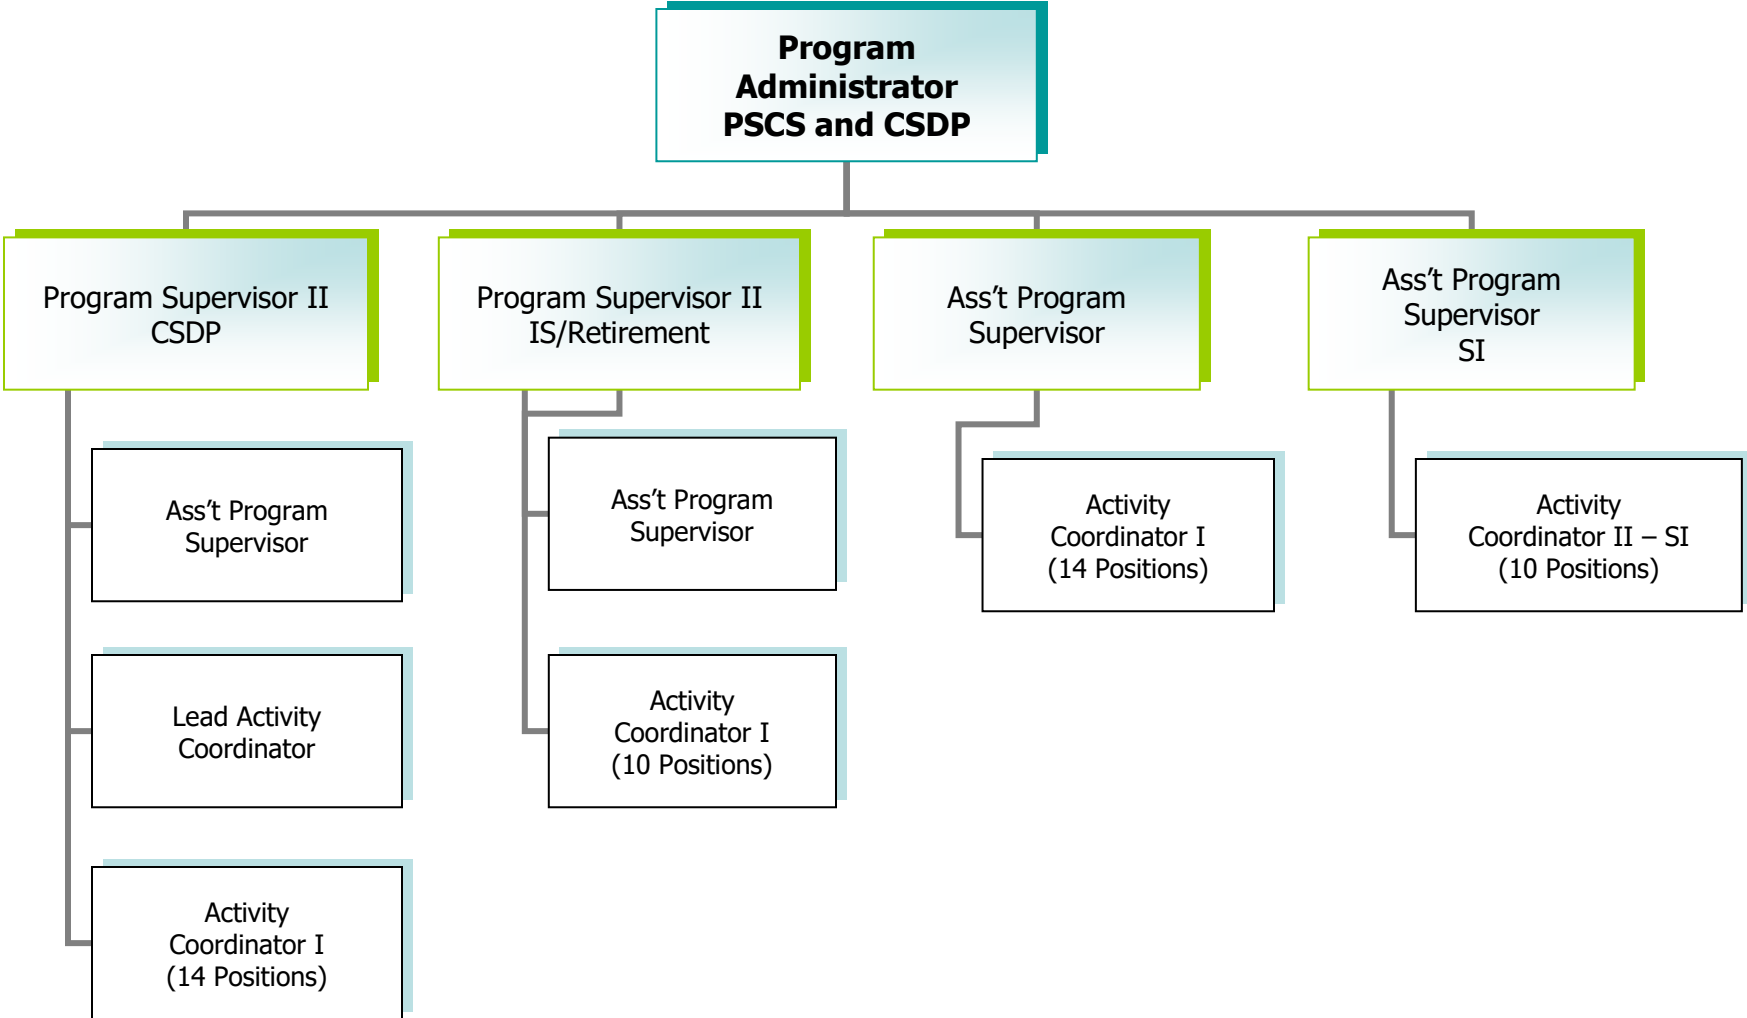 Program
Administrator
PSCS and CSDP
Program Supervisor II
CSDP
Program Supervisor II
IS/Retirement
Ass’t Program
Supervisor
Ass’t Program
Supervisor
SI
Ass’t Program
Supervisor
Ass’t Program
Supervisor
Activity
Coordinator I
(14 Positions)
Activity
Coordinator II – SI
(10 Positions)
Lead Activity
Coordinator
Activity
Coordinator I
(10 Positions)
Activity
Coordinator I
(14 Positions)